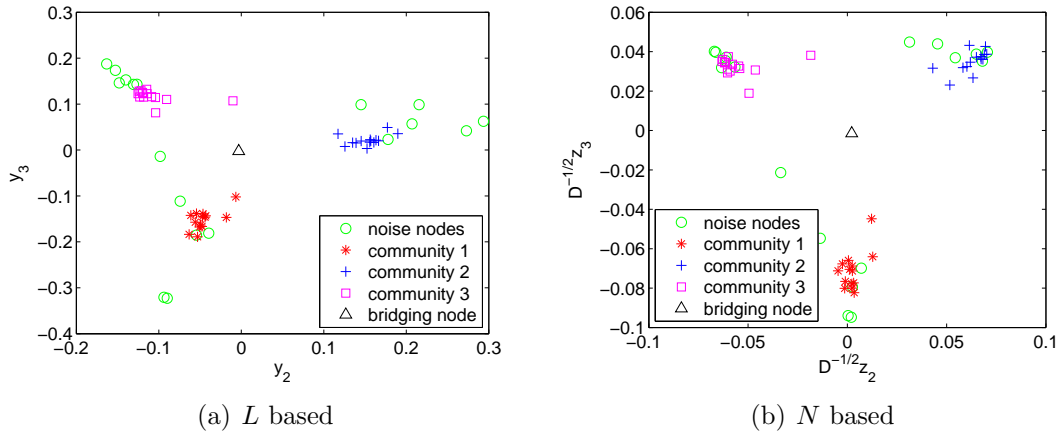 0.3
0.2
0.1
0
−0.1
−0.2
−0.3
−0.4
y3
−0.2
−0.1
0
0.1
0.2
0.3
y2
noise nodes
community 1
community 2
community 3
bridging node
(a) L based
0.06
0.04
0.02
0
−0.02
−0.04
−0.06
−0.08
−0.1
D−1/2z3
−0.1
−0.05
0
0.05
0.1
D−1/2z2
noise nodes
community 1
community 2
community 3
bridging node
(b) N based